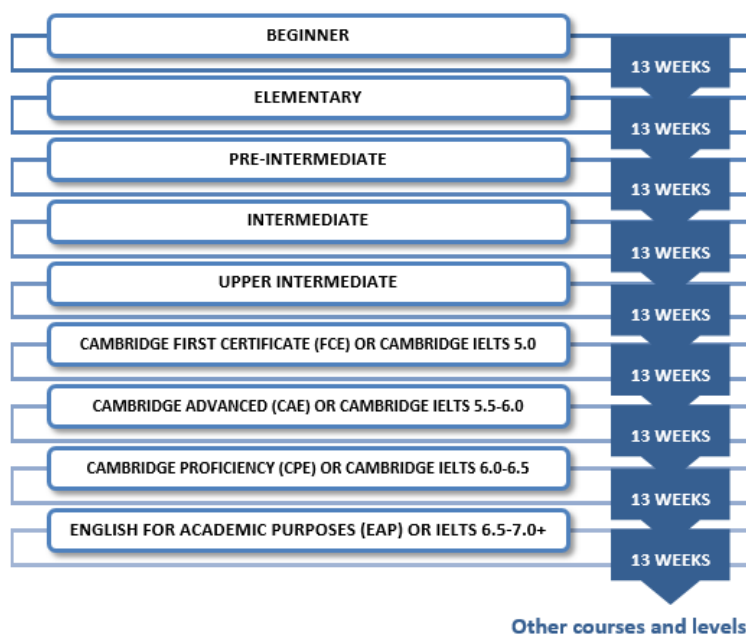 BEGINNER
13 WEEKS
ELEMENTARY
13 WEEKS
PRE-INTERMEDIATE
13 WEEKS
INTERMEDIATE
13 WEEKS
UPPER INTERMEDIATE
13 WEEKS
CAMBRIDGE FIRST CERTIFICATE (FCE) OR CAMBRIDGE IELTS 5.0
13 WEEKS
CAMBRIDGE ADVANCED (CAE) OR CAMBRIDGE IELTS 5.5-6.0
13 WEEKS
CAMBRIDGE PROFICIENCY (CPE) OR CAMBRIDGE IELTS 6.0-6.5
13 WEEKS
ENGLISH FOR ACADEMIC PURPOSES (EAP) OR IELTS 6.5-7.0+
13 WEEKS
Other courses and levels